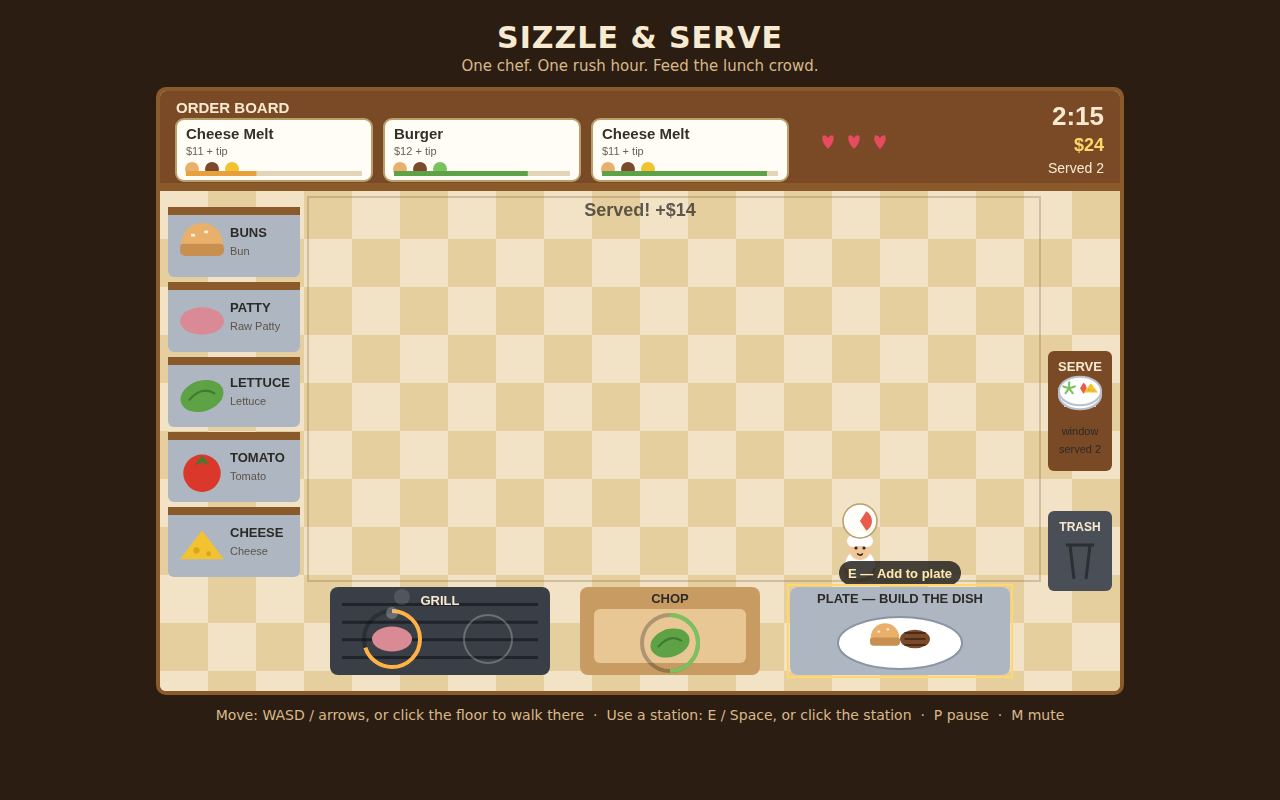 SIZZLE & SERVE
One chef. One rush hour. Feed the lunch crowd.
ORDER BOARD
Cheese Melt
$11 + tip
Burger
$12 + tip
Cheese Melt
$11 + tip
2:15
$24
Served 2
Served! +$14
BUNS
Bun
PATTY
Raw Patty
LETTUCE
Lettuce
TOMATO
Tomato
CHEESE
Cheese
SERVE
window
served 2
TRASH
E — Add to plate
GRILL
CHOP
PLATE — BUILD THE DISH
Move: WASD / arrows, or click the floor to walk there · Use a station: E / Space, or click the station · P pause · M mute